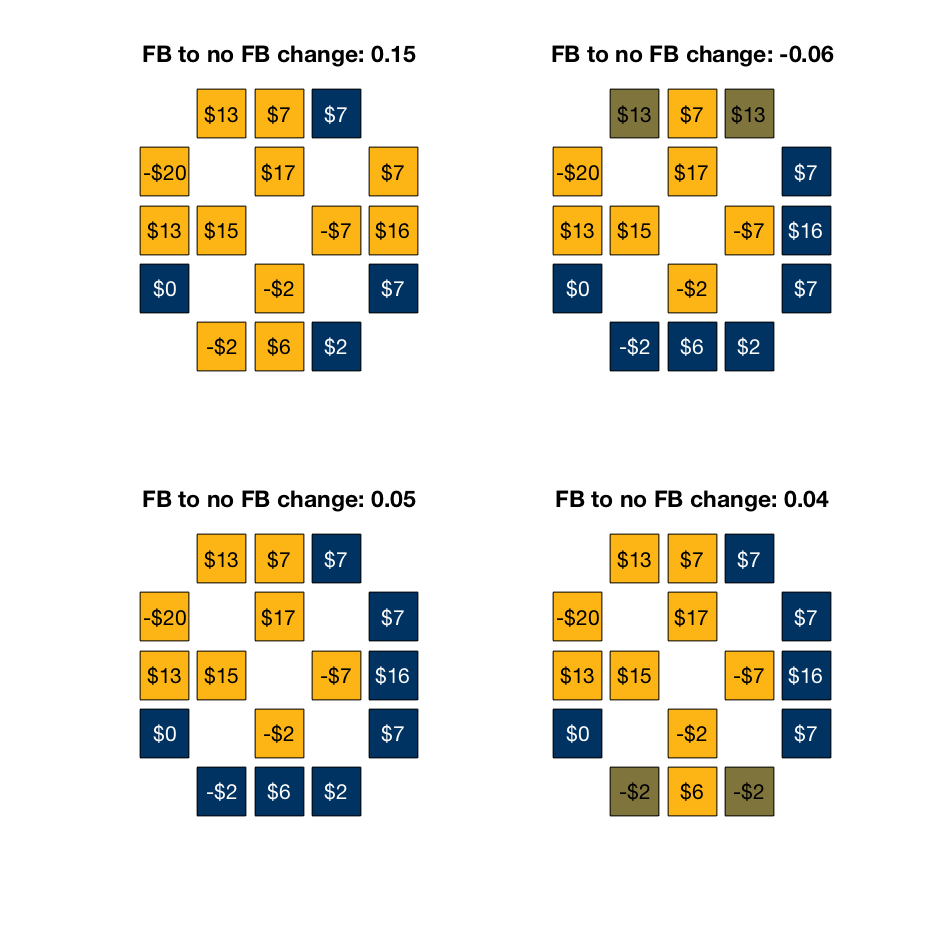 FB to no FB change: 0.15
$13 $7 $7
-$20 $17 $7
$13 $15 -$7 $16
$0 -$2 $7
-$2 $6 $2
FB to no FB change: -0.06
$13 $7 $13
-$20 $17 $7
$13 $15 -$7 $16
$0 -$2 $7
-$2 $6 $2
FB to no FB change: 0.05
$13 $7 $7
-$20 $17 $7
$13 $15 -$7 $16
$0 -$2 $7
-$2 $6 $2
FB to no FB change: 0.04
$13 $7 $7
-$20 $17 $7
$13 $15 -$7 $16
$0 -$2 $7
-$2 $6 -$2